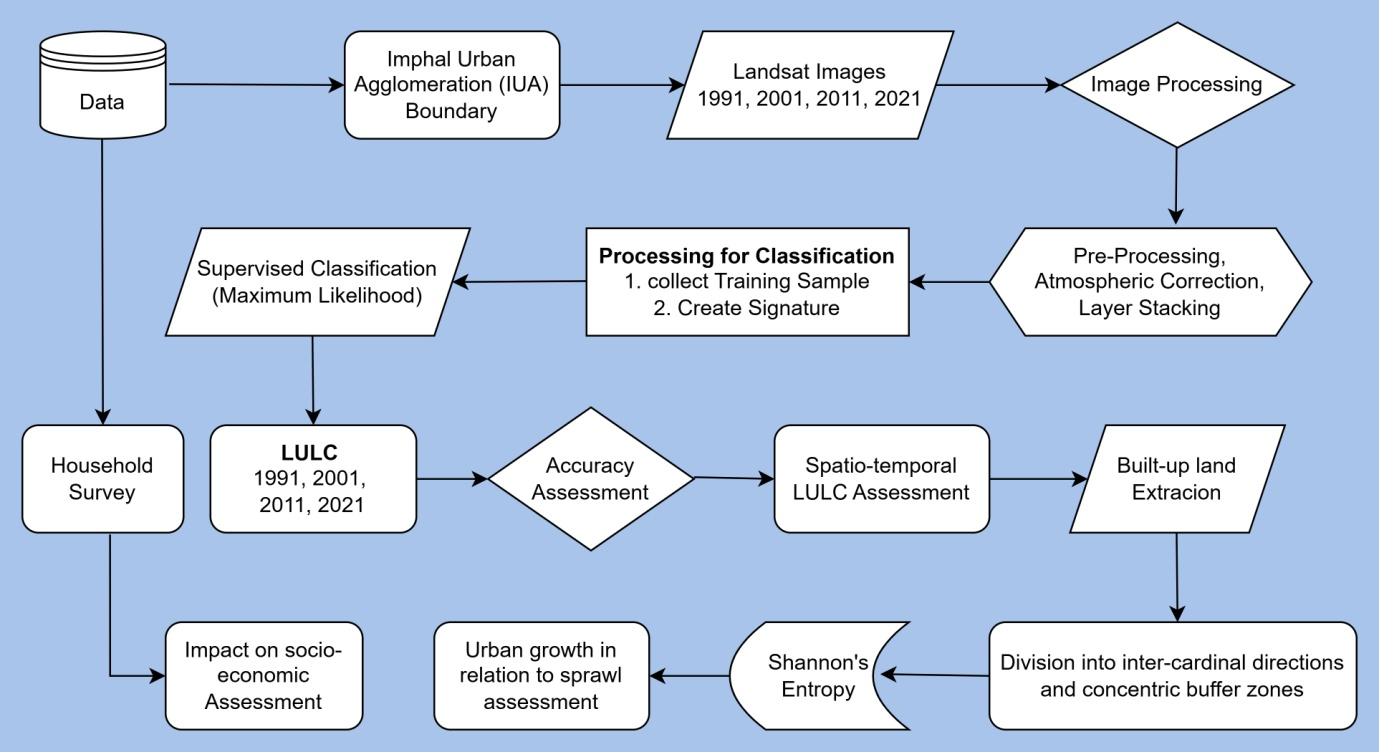 Data
Imphal Urban
Agglomeration (IUA)
Boundary
Landsat Images
1991, 2001, 2011, 2021
Image Processing
Pre-Processing,
Atmospheric Correction,
Layer Stacking
Processing for Classification
1. collect Training Sample
2. Create Signature
Supervised Classification
(Maximum Likelihood)
Household
Survey
LULC
1991, 2001,
2011, 2021
Accuracy
Assessment
Spatio-temporal
LULC Assessment
Built-up land
Extracion
Division into inter-cardinal directions
and concentric buffer zones
Shannon's
Entropy
Urban growth in
relation to sprawl
assessment
Impact on socio-
economic
Assessment